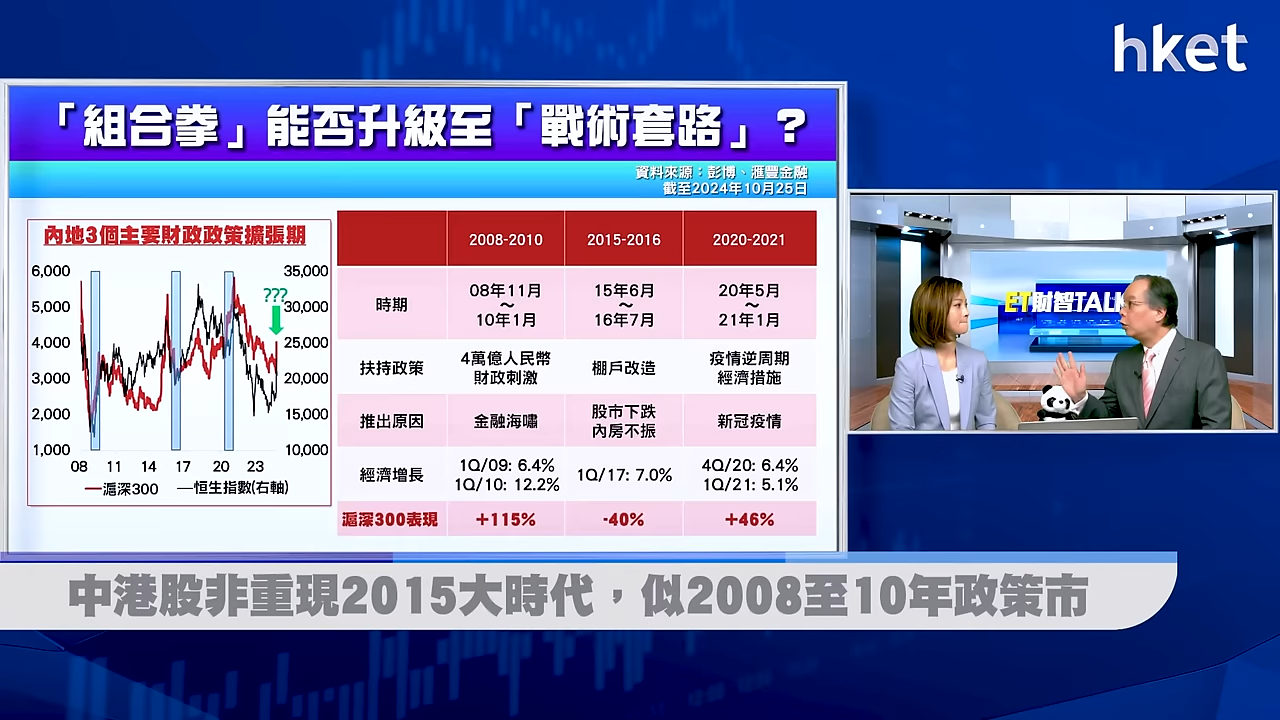 hket
「組合拳」能否升級至「戰術套路」?
資料來源:彭博、滙豐金融
截至2024年10月25日
內地3個主要財政政策擴張期
6,000
5,000
4,000
3,000
2,000
1,000
35,000
30,000
25,000
20,000
15,000
10,000
???
08 11 14 17 20 23
滬深300 恒生指數(右軸)
2008-2010 2015-2016 2020-2021
時期 08年11月~10年1月 15年6月~16年7月 20年5月~21年1月
扶持政策 4萬億人民幣財政刺激 棚戶改造 疫情逆周期經濟措施
推出原因 金融海嘯 股市下跌內房不振 新冠疫情
經濟增長 1Q/09: 6.4% 1Q/10: 12.2% 1Q/17: 7.0% 4Q/20: 6.4% 1Q/21: 5.1%
滬深300表現 +115% -40% +46%
ET財智TALK
中港股非重現2015大時代,似2008至10年政策市